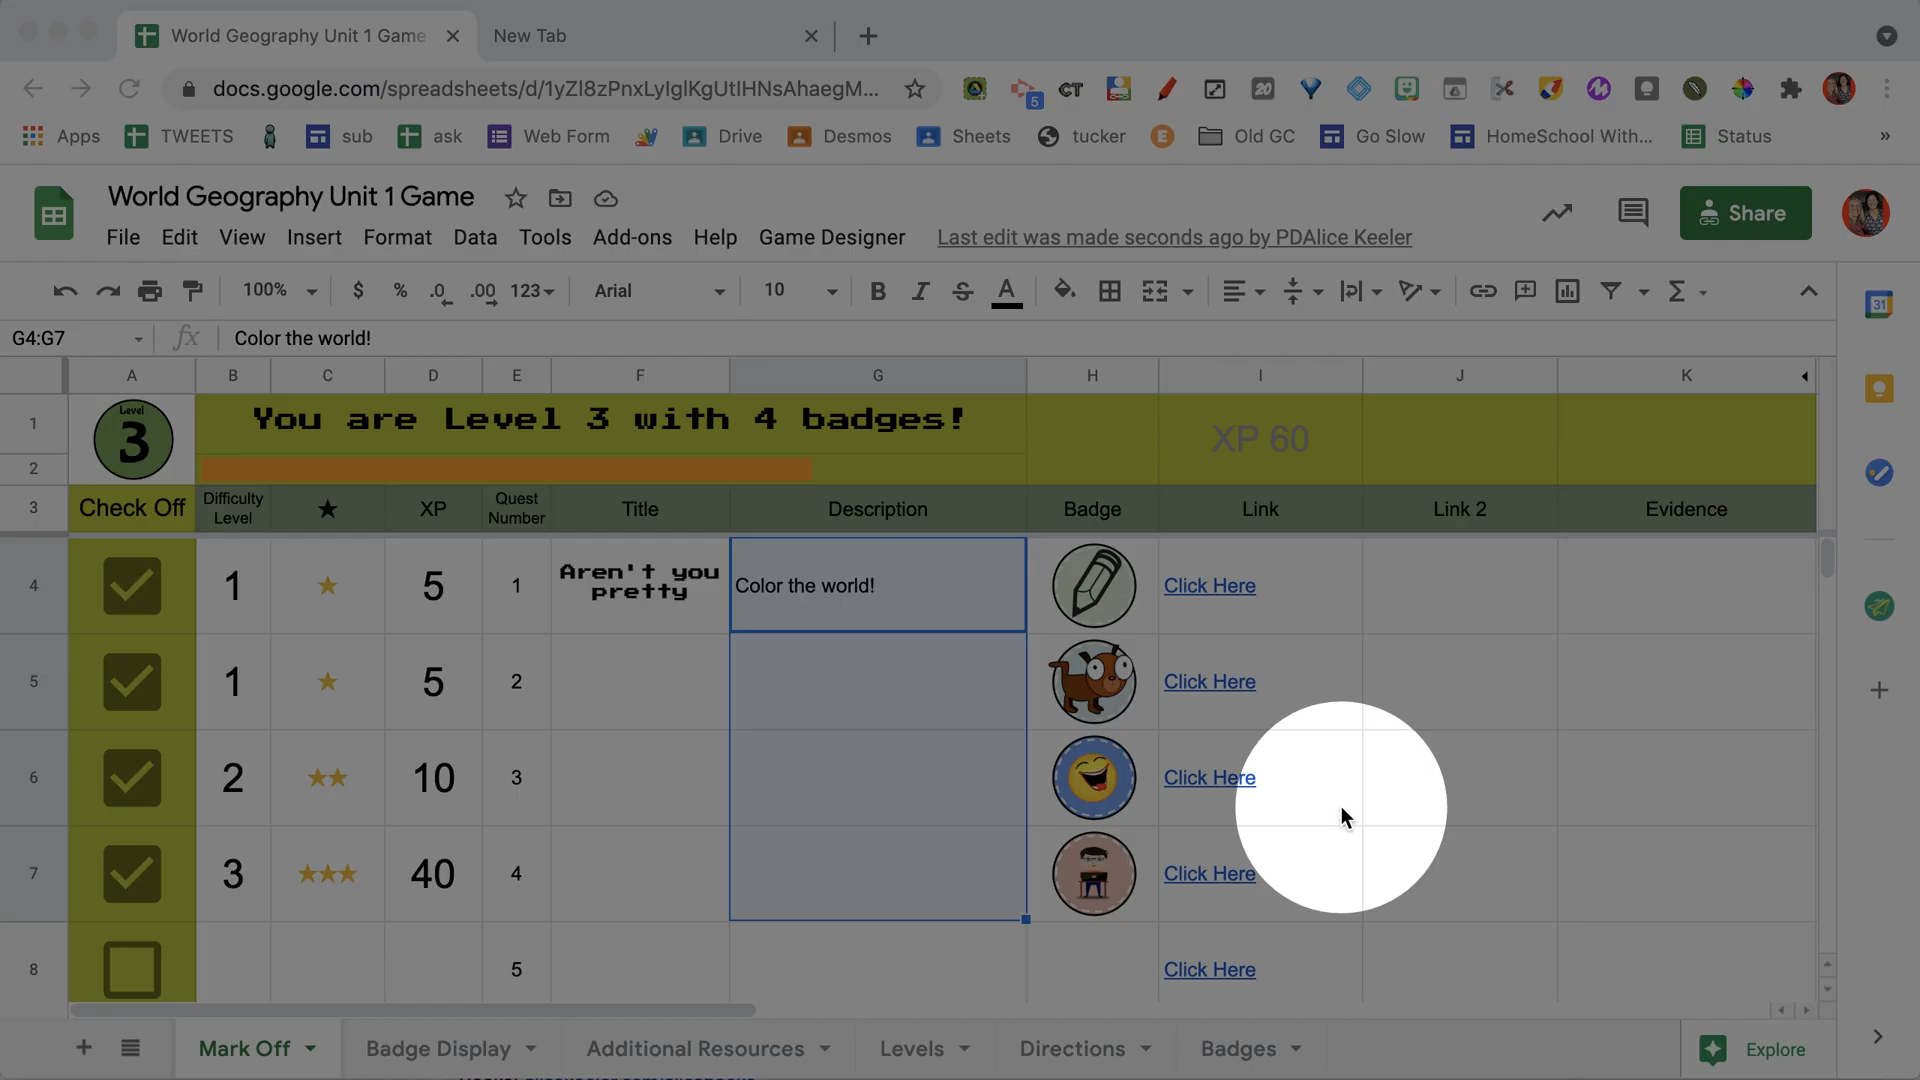 World Geography Unit 1 Game
New Tab
docs.google.com/spreadsheets/d/1yZl8zPnxLyIglKgUtIHNsAhaegM...
5
CT
20
Apps
TWEETS
sub
ask
Web Form
Drive
Desmos
Sheets
tucker
E
Old GC
Go Slow
HomeSchool With...
Status
»
World Geography Unit 1 Game
Share
File Edit View Insert Format Data Tools Add-ons Help Game Designer Last edit was made seconds ago by PDAlice Keeler
100% $ % .0 .00 123 Arial 10 B I S A Σ
31
G4:G7 fx Color the world!
A B C D E F G H I J K
1 Level 3 You are Level 3 with 4 badges! XP 60
2
3 Check Off Difficulty Level ★ XP Quest Number Title Description Badge Link Link 2 Evidence
4 1 ★ 5 1 Aren't you pretty Color the world! Click Here
5 1 ★ 5 2 Click Here
6 2 ★★ 10 3 Click Here
7 3 ★★★ 40 4 Click Here
8 5 Click Here
Mark Off Badge Display Additional Resources Levels Directions Badges Explore